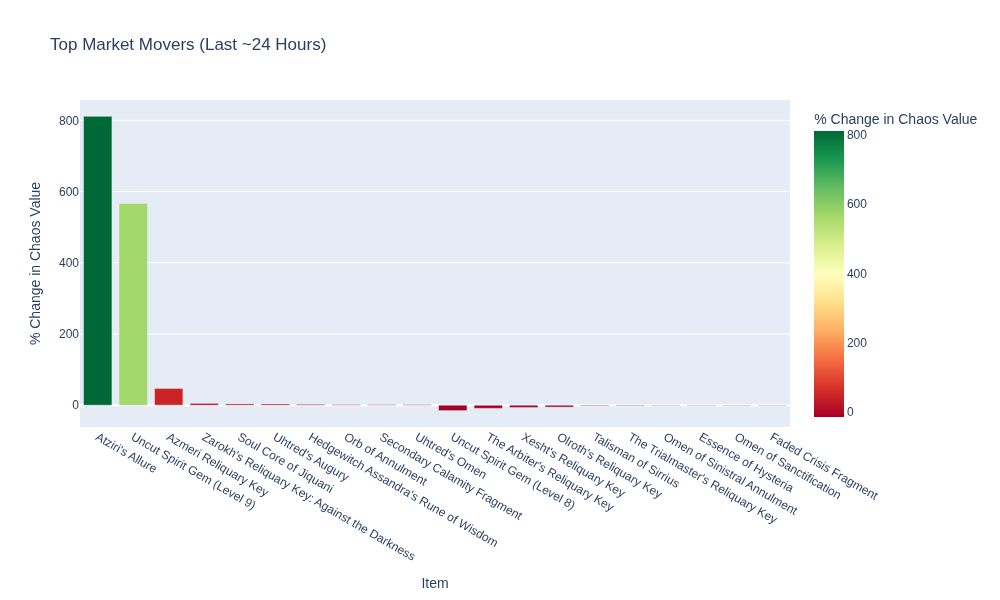 Top Market Movers (Last ~24 Hours)
% Change in Chaos Value
800
600
400
200
0
% Change in Chaos Value
800
600
400
200
0
Atziri's Allure
Uncut Spirit Gem (Level 9)
Azmeri Reliquary Key
Zarokh's Reliquary Key: Against the Darkness
Soul Core of Jiquani
Uhtred's Augury
Hedgewitch Assandra's Rune of Wisdom
Orb of Annulment
Secondary Calamity Fragment
Uhtred's Omen
Uncut Spirit Gem (Level 8)
The Arbiter's Reliquary Key
Xesht's Reliquary Key
Olroth's Reliquary Key
Talisman of Sirrius
The Trialmaster's Reliquary Key
Omen of Sinistral Annulment
Essence of Hysteria
Omen of Sanctification
Faded Crisis Fragment
Item